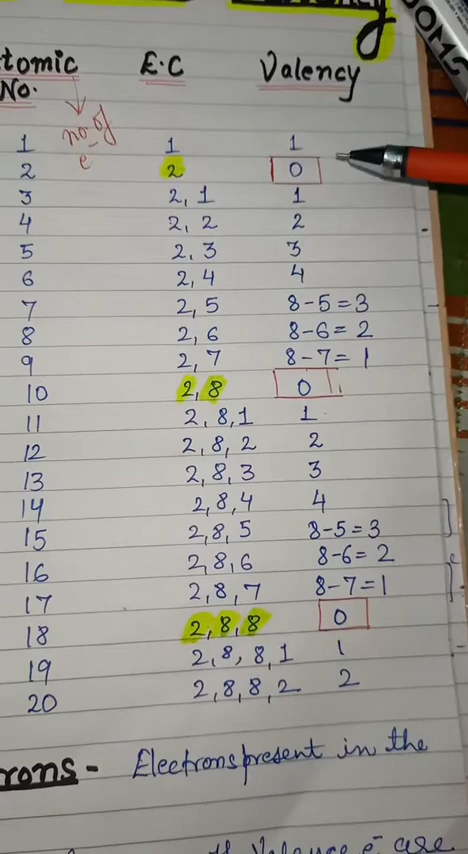 DOMS
tomic E.C Valency
No.
no. of
e⁻
1 1 1
2 2 0
3 2, 1 1
4 2, 2 2
5 2, 3 3
6 2, 4 4
7 2, 5 8-5=3
8 2, 6 8-6=2
9 2, 7 8-7=1
10 2, 8 0
11 2, 8, 1 1
12 2, 8, 2 2
13 2, 8, 3 3
14 2, 8, 4 4
15 2, 8, 5 8-5=3
16 2, 8, 6 8-6=2
17 2, 8, 7 8-7=1
18 2, 8, 8 0
19 2, 8, 8, 1 1
20 2, 8, 8, 2 2
rons - Electrons present in the
e⁻ are